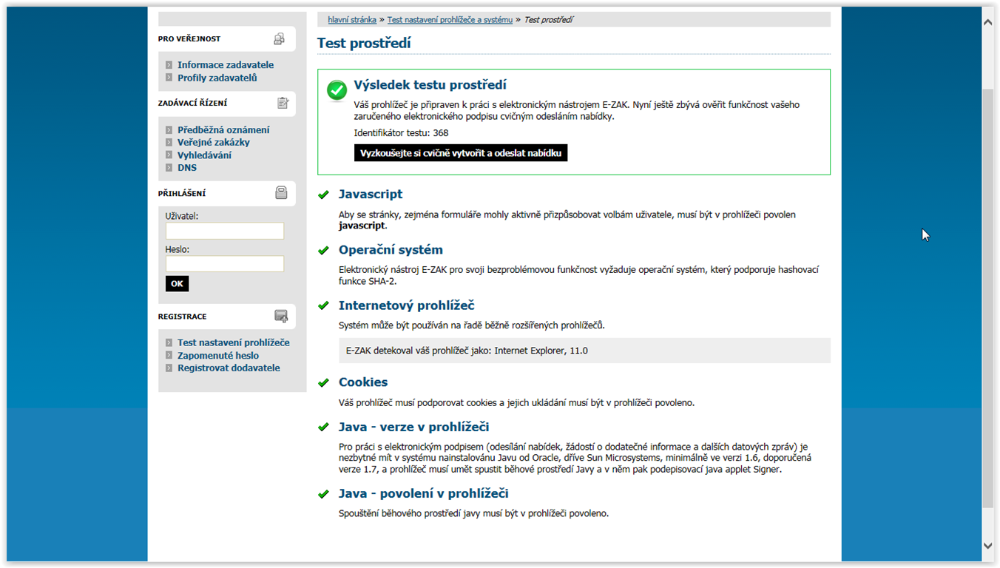 PRO VEŘEJNOST
Informace zadavatele
Profily zadavatelů
ZADÁVACÍ ŘÍZENÍ
Předběžná oznámení
Veřejné zakázky
Vyhledávání
DNS
PŘIHLÁŠENÍ
Uživatel:
Heslo:
OK
REGISTRACE
Test nastavení prohlížeče
Zapomenuté heslo
Registrovat dodavatele
hlavní stránka » Test nastavení prohlížeče a systému » Test prostředí
Test prostředí
Výsledek testu prostředí
Váš prohlížeč je připraven k práci s elektronickým nástrojem E-ZAK. Nyní ještě zbývá ověřit funkčnost vašeho
zaručeného elektronického podpisu cvičným odesláním nabídky.
Identifikátor testu: 368
Vyzkoušejte si cvičně vytvořit a odeslat nabídku
Javascript
Aby se stránky, zejména formuláře mohly aktivně přizpůsobovat volbám uživatele, musí být v prohlížeči povolen
javascript.
Operační systém
Elektronický nástroj E-ZAK pro svoji bezproblémovou funkčnost vyžaduje operační systém, který podporuje hashovací
funkce SHA-2.
Internetový prohlížeč
Systém může být používán na řadě běžně rozšířených prohlížečů.
E-ZAK detekoval váš prohlížeč jako: Internet Explorer, 11.0
Cookies
Váš prohlížeč musí podporovat cookies a jejich ukládání musí být v prohlížeči povoleno.
Java - verze v prohlížeči
Pro práci s elektronickým podpisem (odesílání nabídek, žádostí o dodatečné informace a dalších datových zpráv) je
nezbytné mít v systému nainstalovánu Javu od Oracle, dříve Sun Microsystems, minimálně ve verzi 1.6, doporučená
verze 1.7, a prohlížeč musí umět spustit běhové prostředí Javy a v něm pak podepisovací java applet Signer.
Java - povolení v prohlížeči
Spouštění běhového prostředí javy musí být v prohlížeči povoleno.